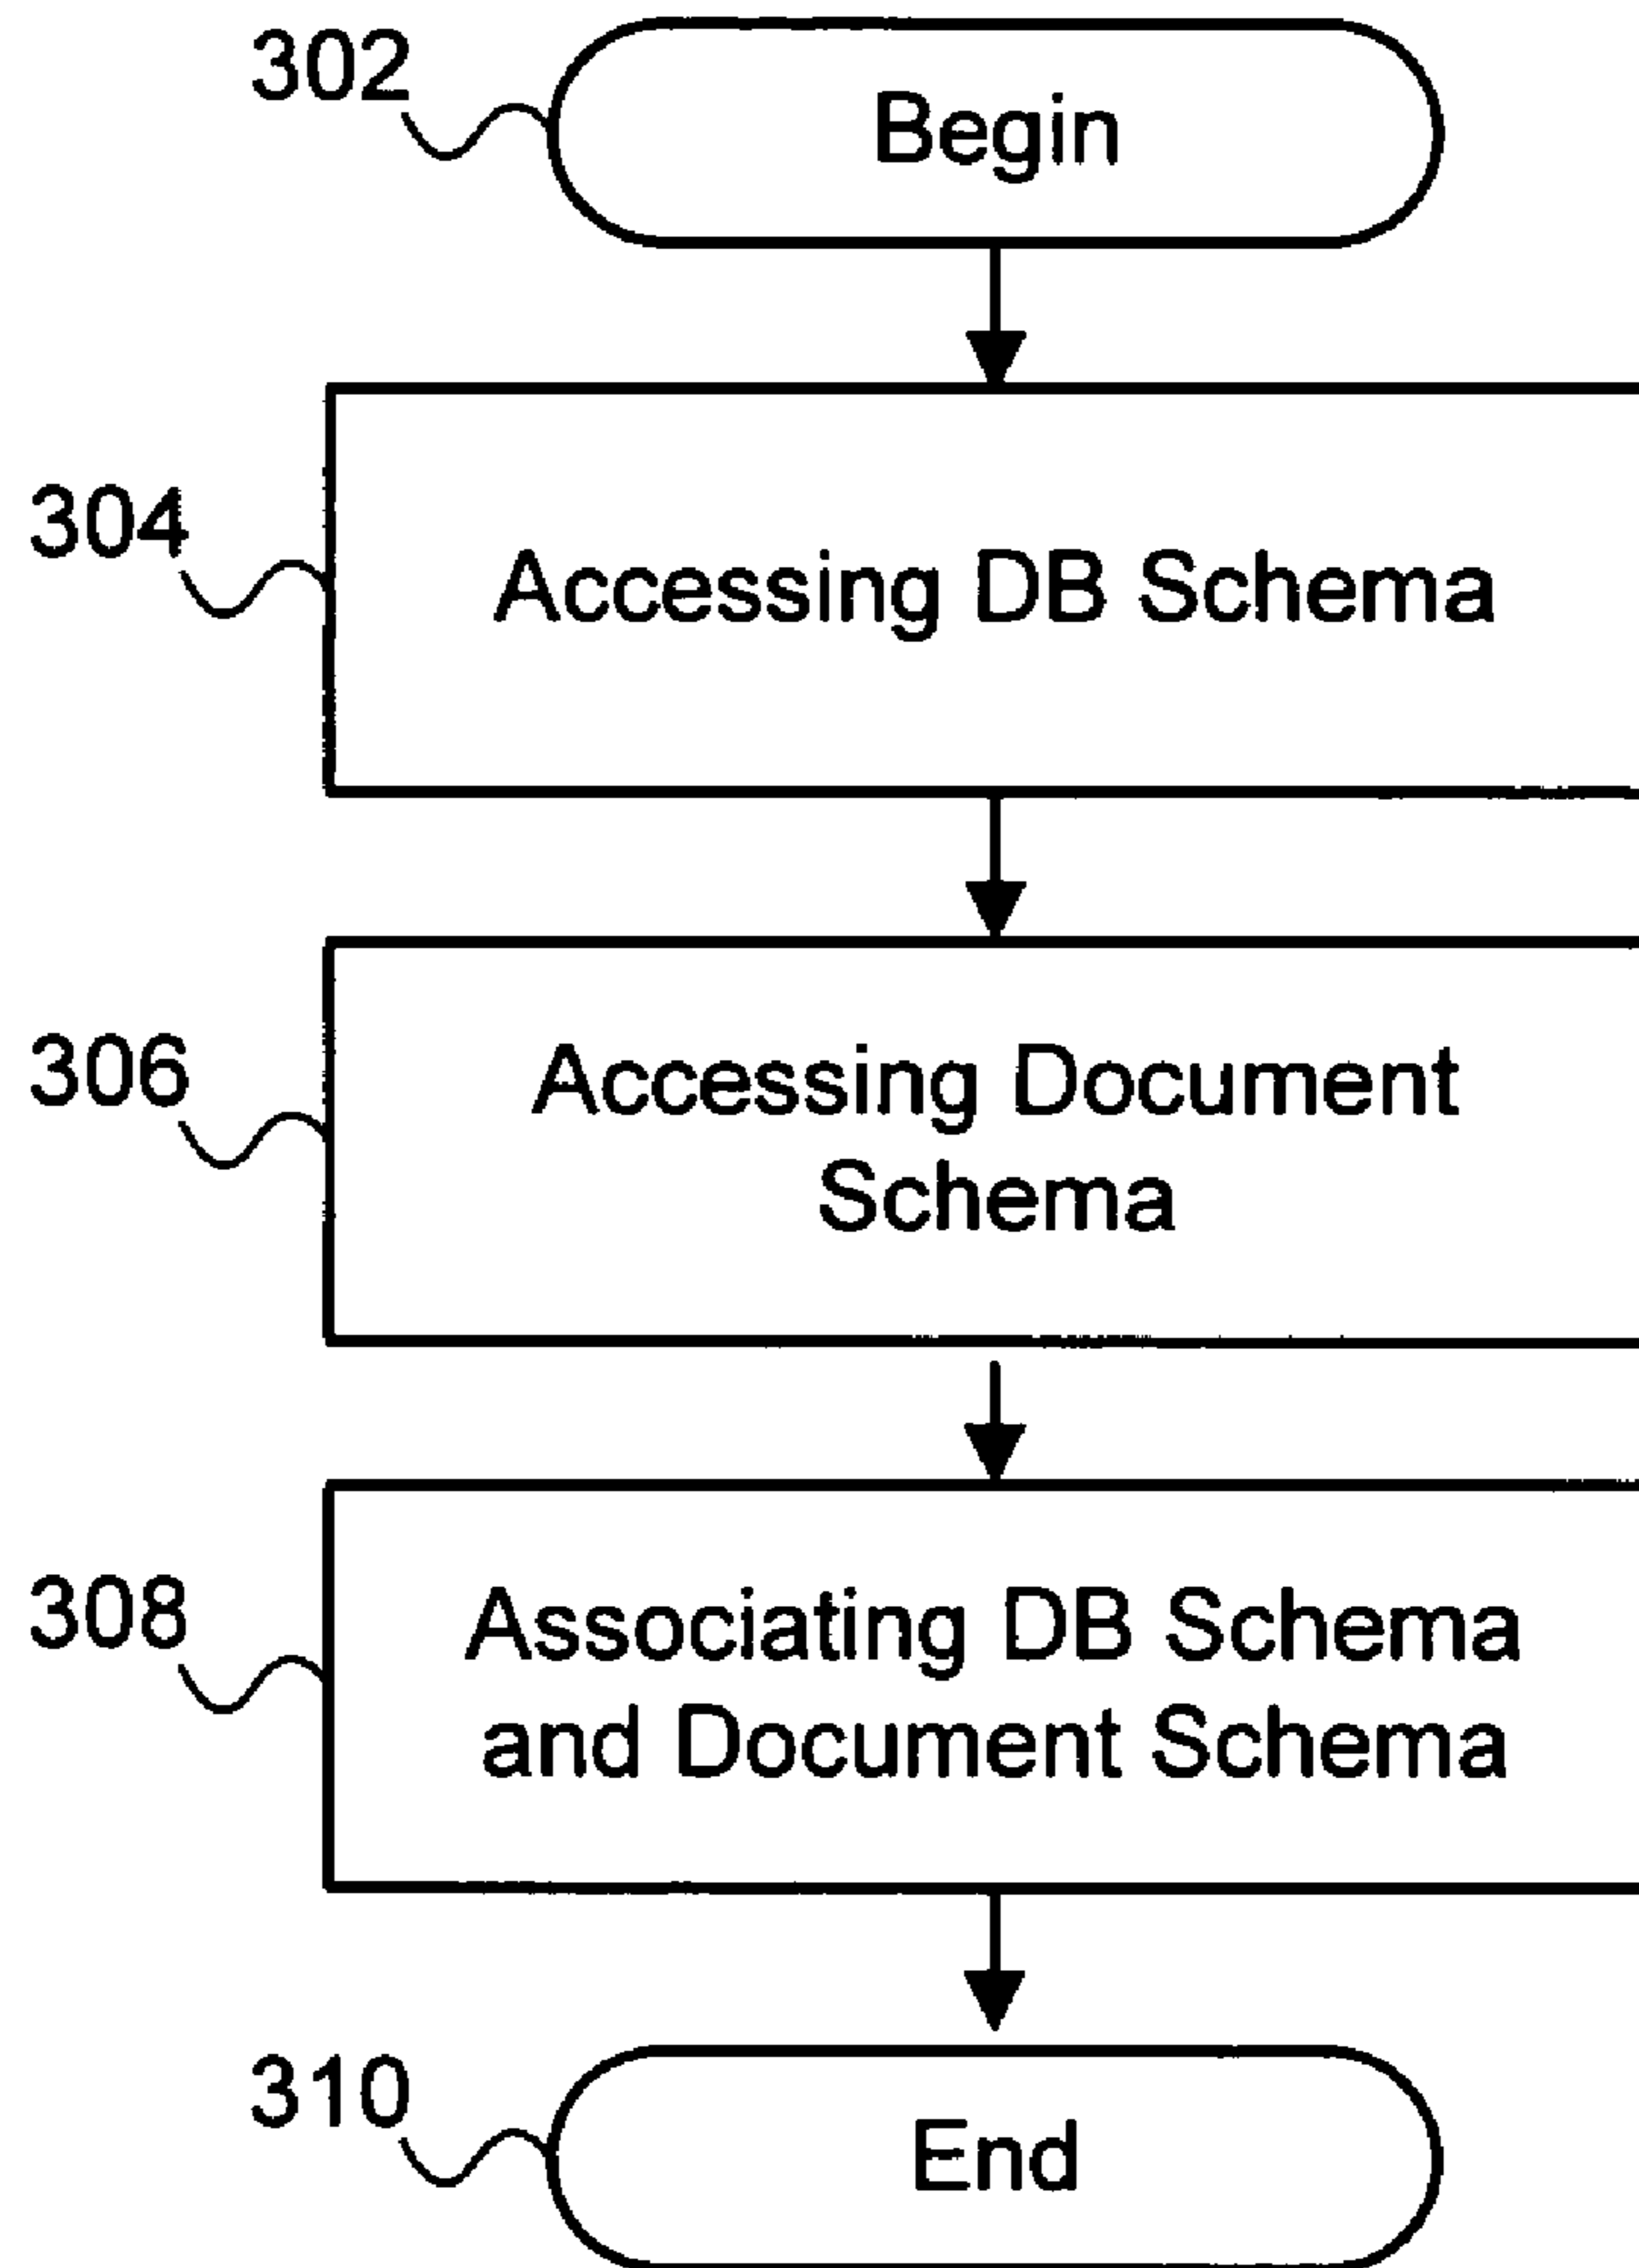 302
Begin
304
Accessing DB Schema
306
Accessing Document
Schema
308
Associating DB Schema
and Document Schema
310
End